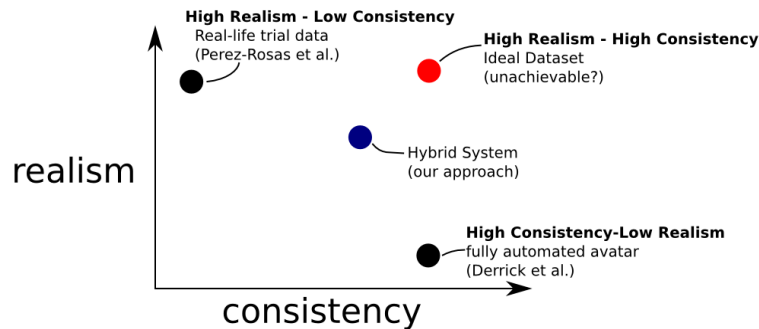 High Realism - Low Consistency
Real-life trial data
(Perez-Rosas et al.)
High Realism - High Consistency
Ideal Dataset
(unachievable?)
Hybrid System
(our approach)
realism
High Consistency-Low Realism
fully automated avatar
(Derrick et al.)
consistency